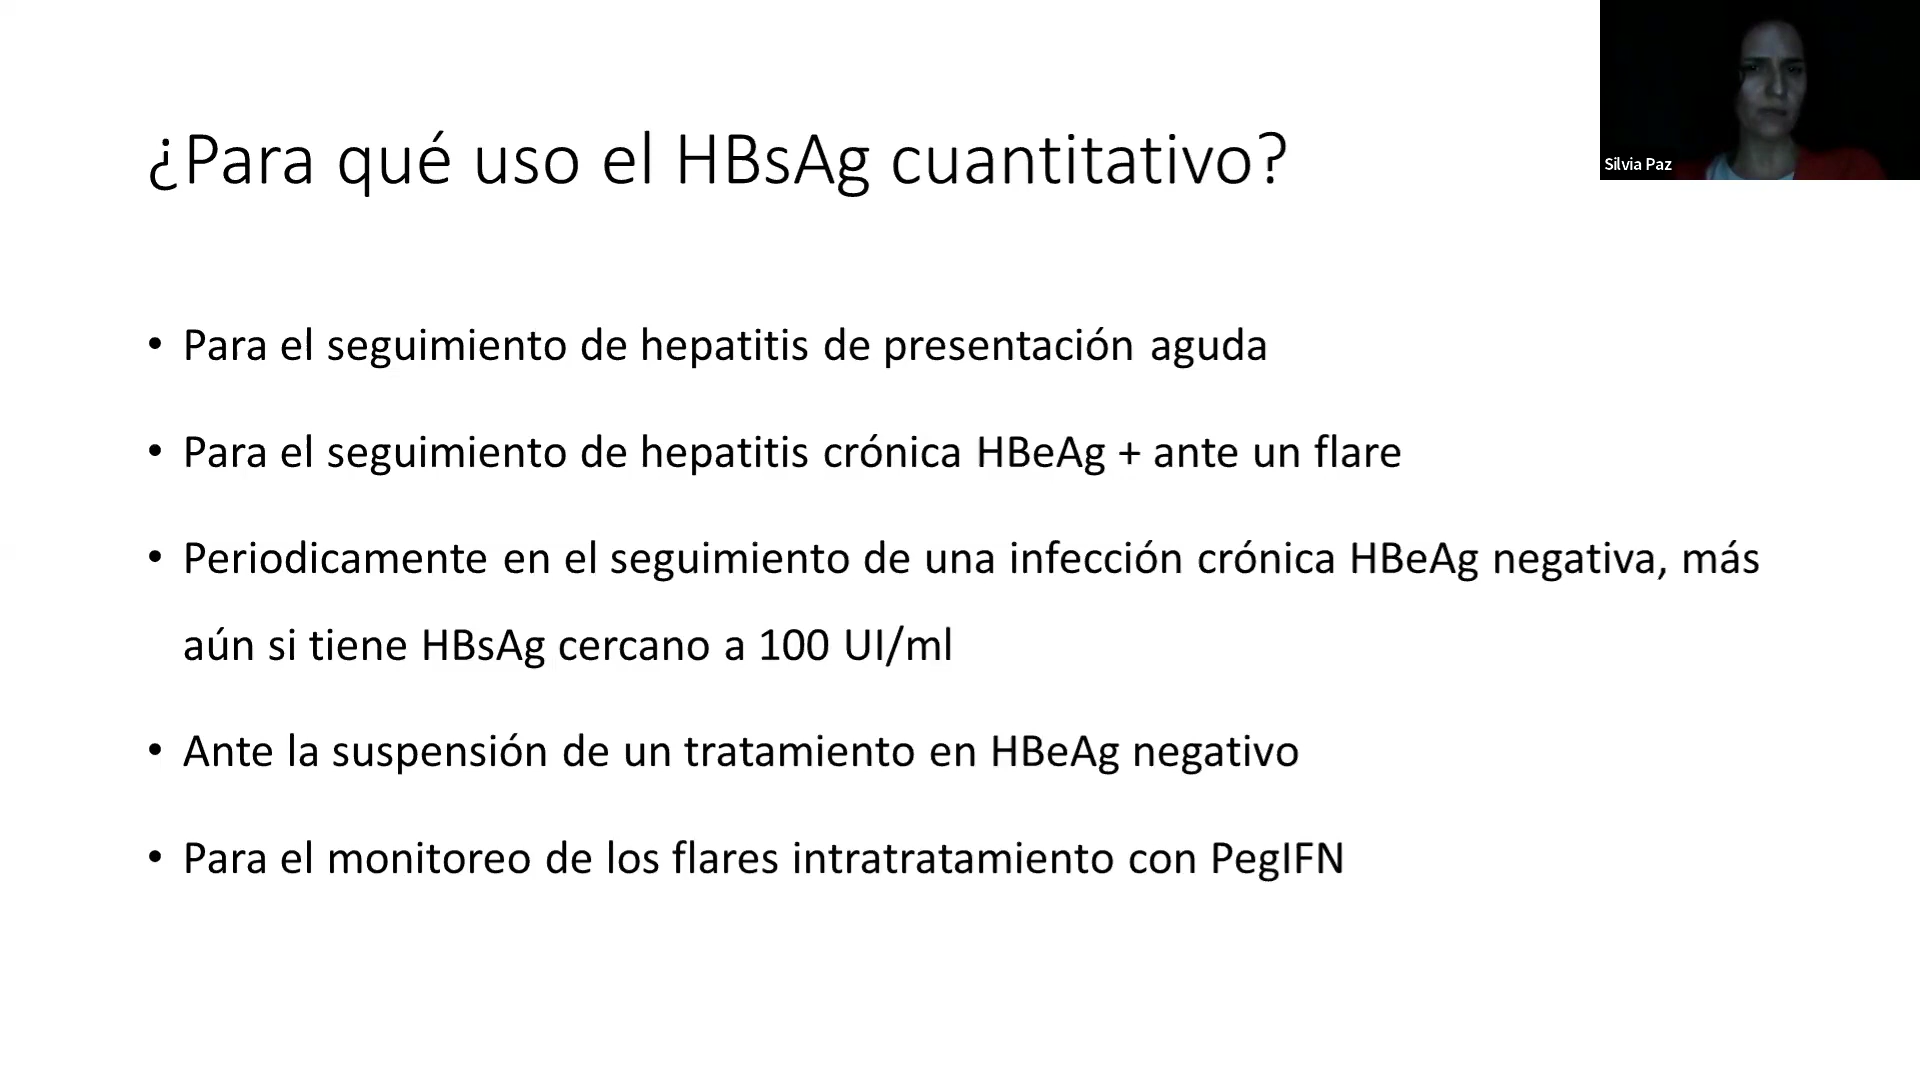 ¿Para qué uso el HBsAg cuantitativo?
Silvia Paz
• Para el seguimiento de hepatitis de presentación aguda
• Para el seguimiento de hepatitis crónica HBeAg + ante un flare
• Periodicamente en el seguimiento de una infección crónica HBeAg negativa, más
aún si tiene HBsAg cercano a 100 UI/ml
• Ante la suspensión de un tratamiento en HBeAg negativo
• Para el monitoreo de los flares intratratamiento con PegIFN